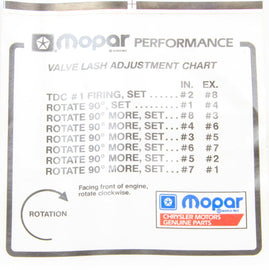 mopar PERFORMANCE
VALVE LASH ADJUSTMENT CHART
IN. EX.
TDC #1 FIRING, SET ...... #2 #8
ROTATE 90°, SET ........ #1 #4
ROTATE 90° MORE, SET... #8 #3
ROTATE 90° MORE, SET... #4 #6
ROTATE 90° MORE, SET... #3 #5
ROTATE 90° MORE, SET... #6 #7
ROTATE 90° MORE, SET... #5 #2
ROTATE 90° MORE, SET... #7 #1
Facing front of engine,
rotate clockwise.
ROTATION
mopar
CHRYSLER MOTORS
GENUINE PARTS